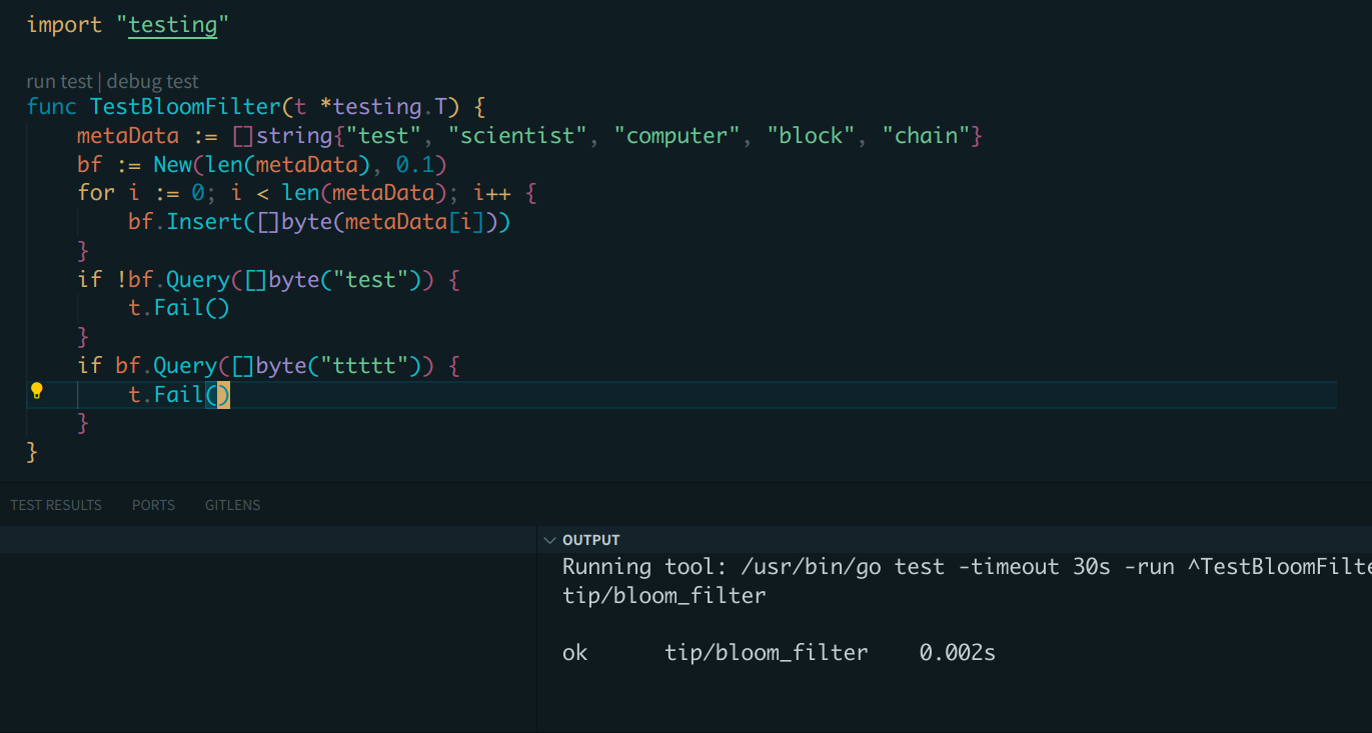 import "testing"
run test | debug test
func TestBloomFilter(t *testing.T) {
    metaData := []string{"test", "scientist", "computer", "block", "chain"}
    bf := New(len(metaData), 0.1)
    for i := 0; i < len(metaData); i++ {
        bf.Insert([]byte(metaData[i]))
    }
    if !bf.Query([]byte("test")) {
        t.Fail()
    }
    if bf.Query([]byte("ttttt")) {
        t.Fail()
    }
}
TEST RESULTS PORTS GITLENS
OUTPUT
Running tool: /usr/bin/go test -timeout 30s -run ^TestBloomFilte
tip/bloom_filter
ok tip/bloom_filter 0.002s